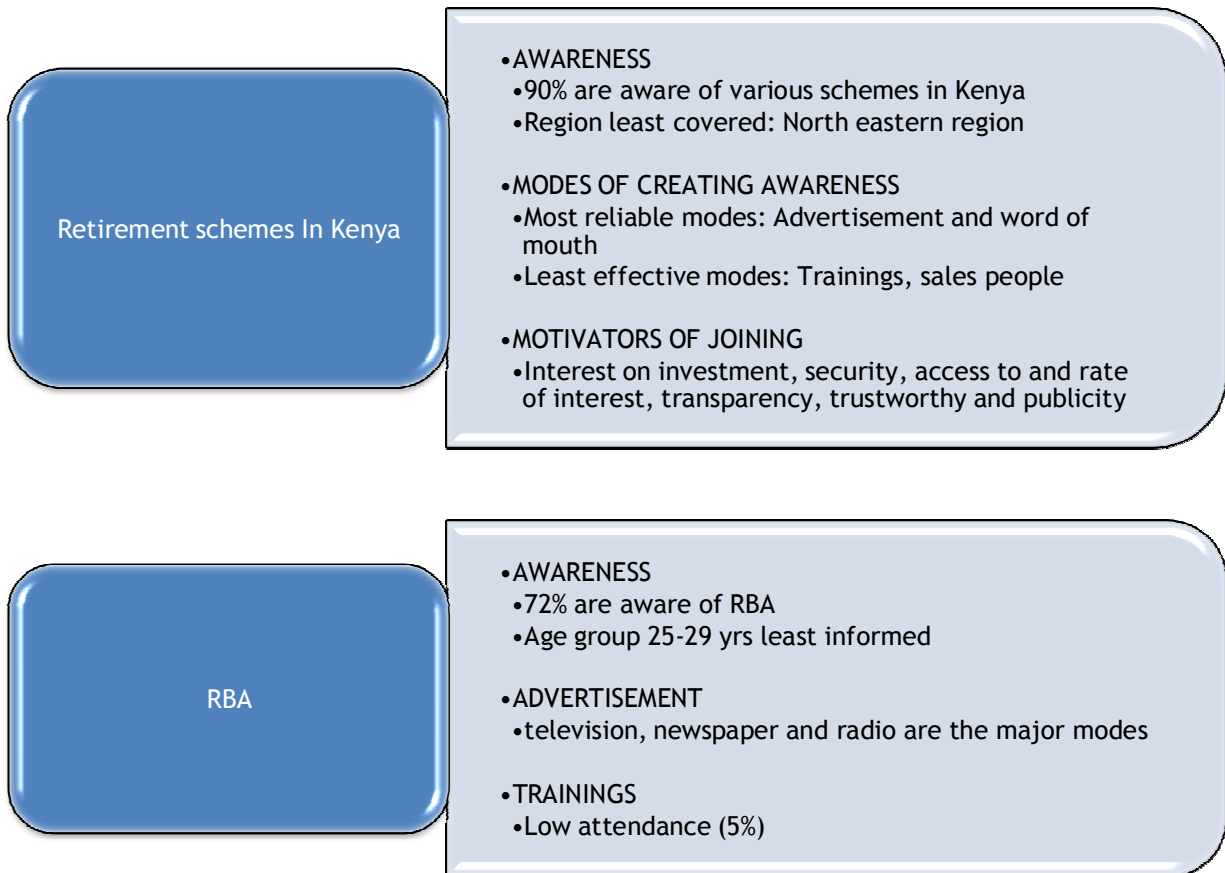 Retirement schemes In Kenya
•AWARENESS
•90% are aware of various schemes in Kenya
•Region least covered: North eastern region
•MODES OF CREATING AWARENESS
•Most reliable modes: Advertisement and word of
mouth
•Least effective modes: Trainings, sales people
•MOTIVATORS OF JOINING
•Interest on investment, security, access to and rate
of interest, transparency, trustworthy and publicity
RBA
•AWARENESS
•72% are aware of RBA
•Age group 25-29 yrs least informed
•ADVERTISEMENT
•television, newspaper and radio are the major modes
•TRAININGS
•Low attendance (5%)